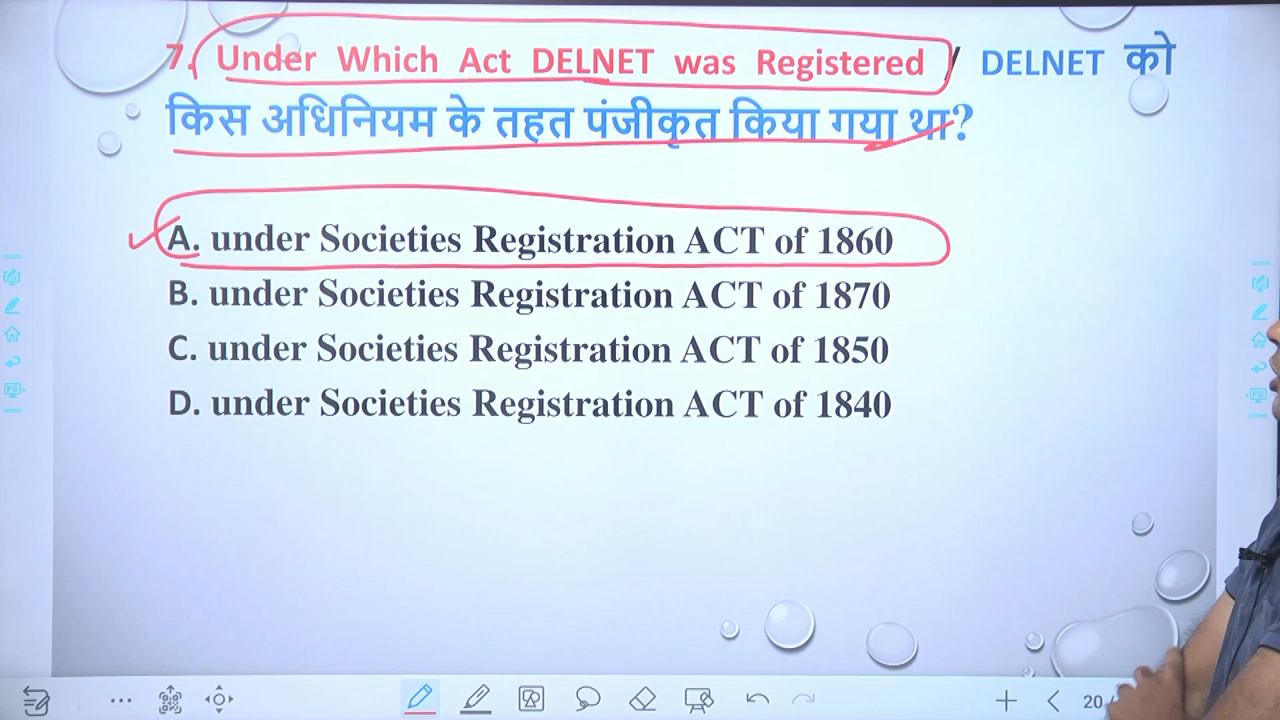 7. Under Which Act DELNET was Registered / DELNET को
किस अधिनियम के तहत पंजीकृत किया गया था?
A. under Societies Registration ACT of 1860
B. under Societies Registration ACT of 1870
C. under Societies Registration ACT of 1850
D. under Societies Registration ACT of 1840
20